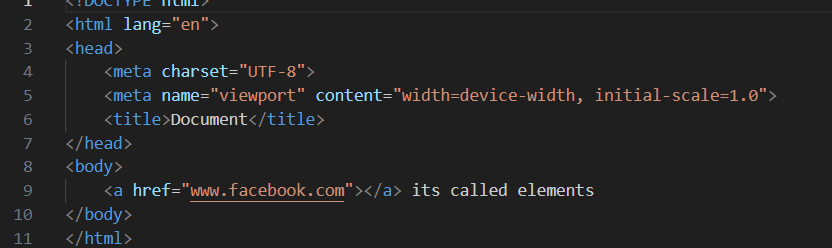 1 <!DOCTYPE html>
2 <html lang="en">
3 <head>
4 <meta charset="UTF-8">
5 <meta name="viewport" content="width=device-width, initial-scale=1.0">
6 <title>Document</title>
7 </head>
8 <body>
9 <a href="www.facebook.com"></a> its called elements
10 </body>
11 </html>